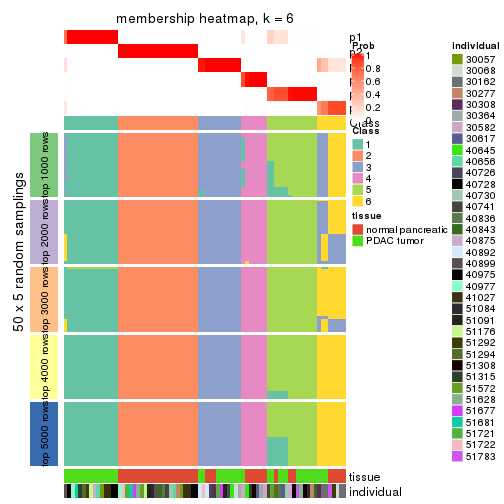 membership heatmap, k = 6
p1
p2
Prob
1
0.8
0.6
0.4
0.2
0
Class
Class
1
2
3
4
5
6
tissue
normal pancreatic
PDAC tumor
50 x 5 random samplings
top 1000 rows
top 2000 rows
top 3000 rows
top 4000 rows
top 5000 rows
tissue
individual
individual
30057
30068
30162
30277
30308
30364
30582
30617
40645
40656
40726
40728
40730
40741
40836
40843
40875
40892
40899
40975
40977
41027
51084
51091
51176
51292
51294
51308
51315
51572
51628
51677
51681
51721
51722
51783